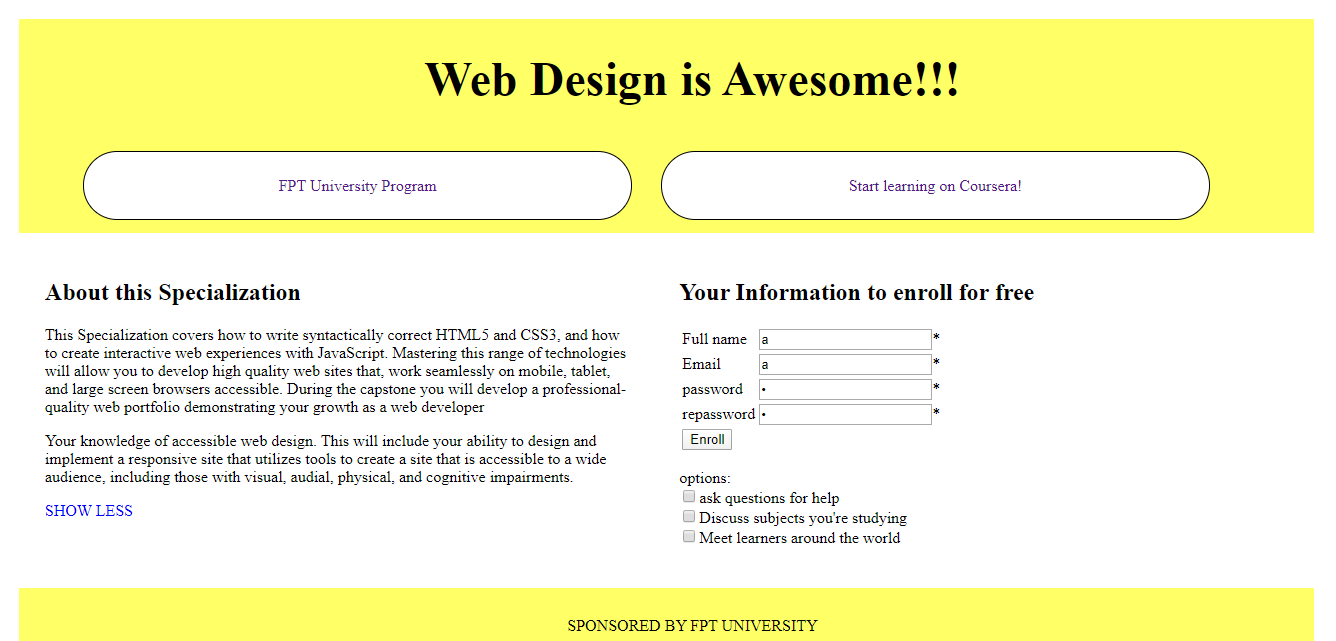 Web Design is Awesome!!!
FPT University Program
Start learning on Coursera!
About this Specialization
This Specialization covers how to write syntactically correct HTML5 and CSS3, and how
to create interactive web experiences with JavaScript. Mastering this range of technologies
will allow you to develop high quality web sites that, work seamlessly on mobile, tablet,
and large screen browsers accessible. During the capstone you will develop a professional-
quality web portfolio demonstrating your growth as a web developer
Your knowledge of accessible web design. This will include your ability to design and
implement a responsive site that utilizes tools to create a site that is accessible to a wide
audience, including those with visual, audial, physical, and cognitive impairments.
SHOW LESS
Your Information to enroll for free
Full name a *
Email a *
password • *
repassword • *
Enroll
options:
ask questions for help
Discuss subjects you're studying
Meet learners around the world
SPONSORED BY FPT UNIVERSITY